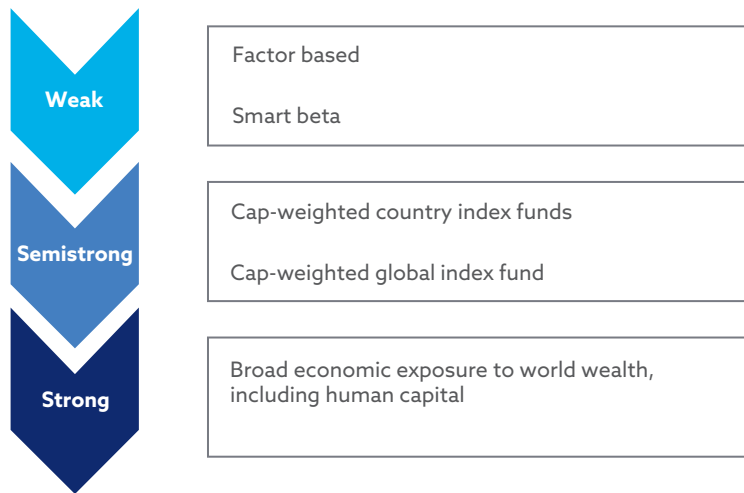 Weak
Factor based
Smart beta
Semistrong
Cap-weighted country index funds
Cap-weighted global index fund
Strong
Broad economic exposure to world wealth,
including human capital